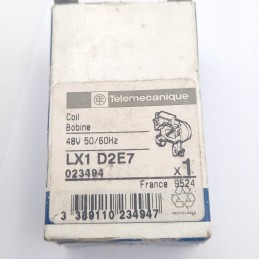 Telemecanique
Coil
Bobine
48V 50/60Hz
LX1 D2E7
023494
x1
France 9524
3 389110 234947